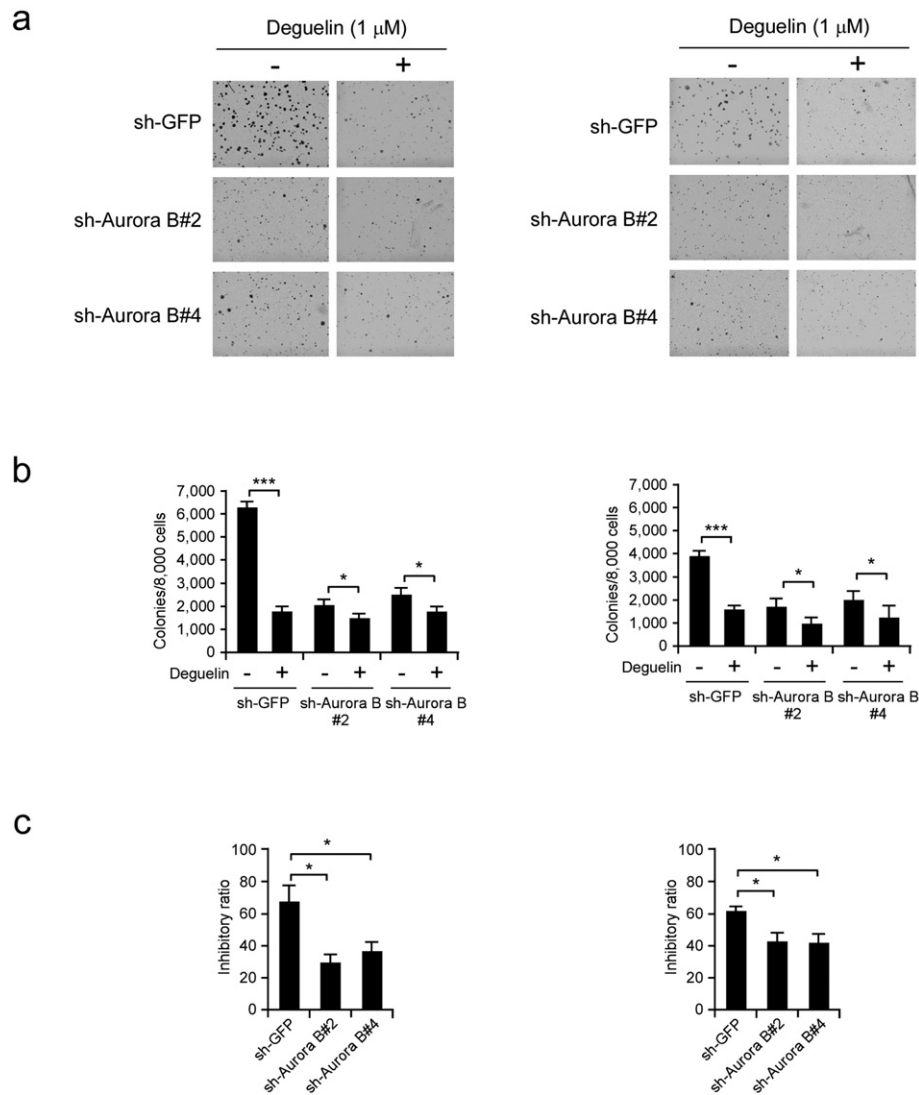 a
Deguelin (1 μM)
- +
sh-GFP
sh-Aurora B#2
sh-Aurora B#4
Deguelin (1 μM)
- +
sh-GFP
sh-Aurora B#2
sh-Aurora B#4
b
Colonies/8,000 cells
7,000
6,000
5,000
4,000
3,000
2,000
1,000
0
***
*
*
Deguelin - + - + - +
sh-GFP sh-Aurora B sh-Aurora B
#2 #4
Colonies/8,000 cells
7,000
6,000
5,000
4,000
3,000
2,000
1,000
0
***
*
*
Deguelin - + - + - +
sh-GFP sh-Aurora B sh-Aurora B
#2 #4
c
Inhibitory ratio
100
80
60
40
20
0
*
*
sh-GFP
sh-Aurora B#2
sh-Aurora B#4
Inhibitory ratio
100
80
60
40
20
0
*
*
sh-GFP
sh-Aurora B#2
sh-Aurora B#4